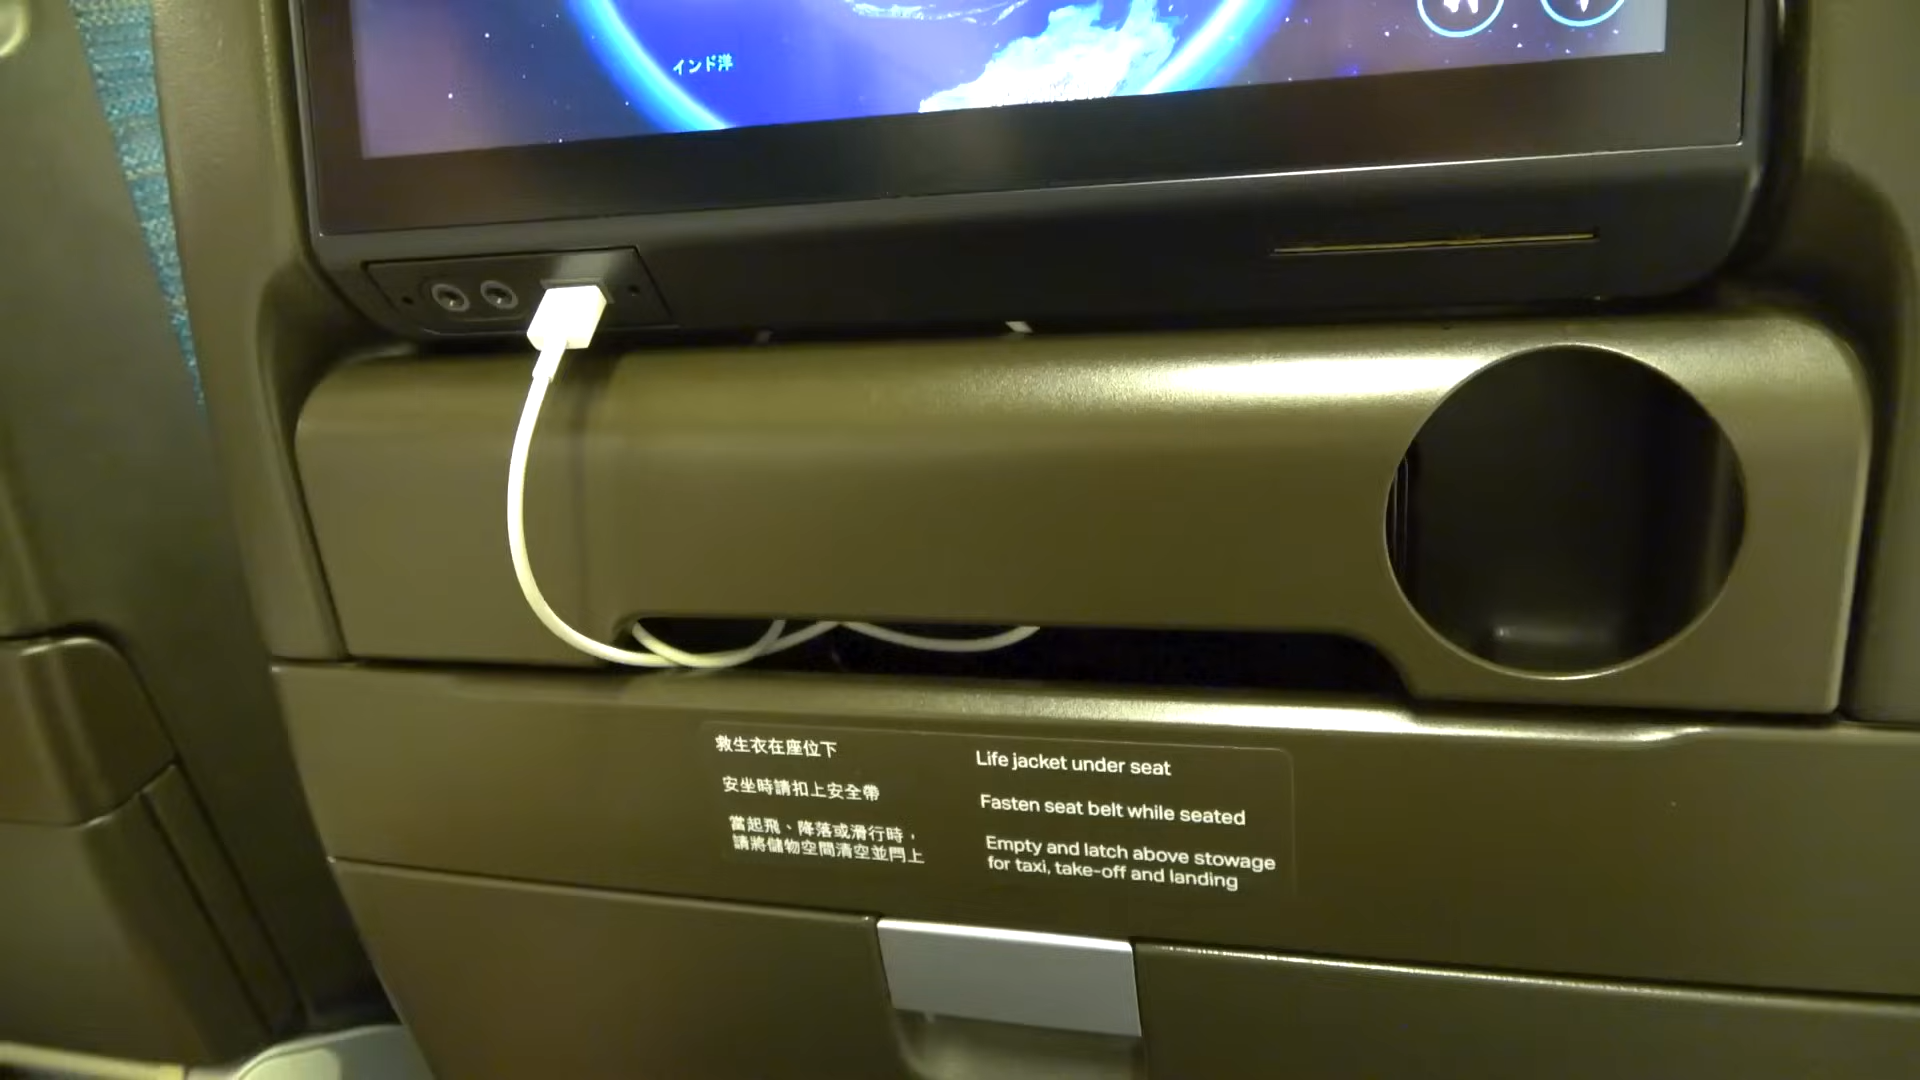 インド洋
救生衣在座位下
安坐時請扣上安全帶
當起飛、降落或滑行時，
請將儲物空間清空並閂上
Life jacket under seat
Fasten seat belt while seated
Empty and latch above stowage
for taxi, take-off and landing